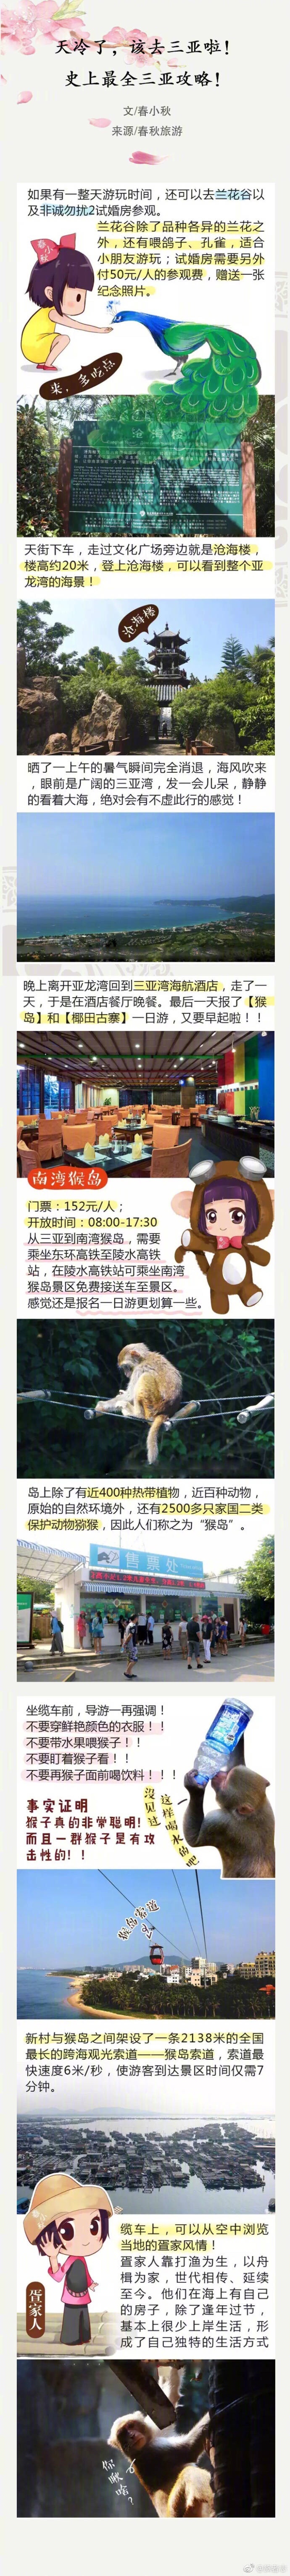 天冷了，该去三亚啦！
史上最全三亚攻略！
文/春小秋
来源/春秋旅游
如果有一整天游玩时间，还可以去兰花谷以
及非诚勿扰2试婚房参观。
兰花谷除了品种各异的兰花之
外，还有喂鸽子、孔雀，适合
小朋友游玩；试婚房需要另外
付50元/人的参观费，赠送一张
纪念照片。
来，多吃点
沧海楼
天街下车，走过文化广场旁边就是沧海楼，
楼高约20米，登上沧海楼，可以看到整个亚
龙湾的海景！
沧海楼
晒了一上午的暑气瞬间完全消退，海风吹来
，眼前是广阔的三亚湾，发一会儿呆，静静
的看着大海，绝对会有不虚此行的感觉！
晚上离开亚龙湾回到三亚湾海航酒店，走了一
天，于是在酒店餐厅晚餐。最后一天报了【猴
岛】和【椰田古寨】一日游，又要早起啦！！
南湾猴岛
门票：152元/人；
开放时间：08:00-17:30
从三亚到南湾猴岛，需要
乘坐东环高铁至陵水高铁
站，在陵水高铁站可乘坐南湾
猴岛景区免费接送车至景区。
感觉还是报名一日游更划算一些。
岛上除了有近400种热带植物，近百种动物，
原始的自然环境外，还有2500多只家国二类
保护动物猕猴，因此人们称之为“猴岛”。
售票处
坐缆车前，导游一再强调！
不要穿鲜艳颜色的衣服！！
不要带水果喂猴子！！
不要盯着猴子看！！
不要再猴子面前喝饮料！！！
事实证明
猴子真的非常聪明！
而且一群猴子是有攻
击性的！！
没见过
这样喝水的吧
猴岛索道
新村与猴岛之间架设了一条2138米的全国
最长的跨海观光索道——猴岛索道，索道最
快速度6米/秒，使游客到达景区时间仅需7
分钟。
缆车上，可以从空中浏览
当地的疍家风情！
疍家人靠打渔为生，以舟
楫为家，世代相传、延续
至今。他们在海上有自己
的房子，除了逢年过节，
基本上很少上岸生活，形
成了自己独特的生活方式
疍家人
你瞅啥？